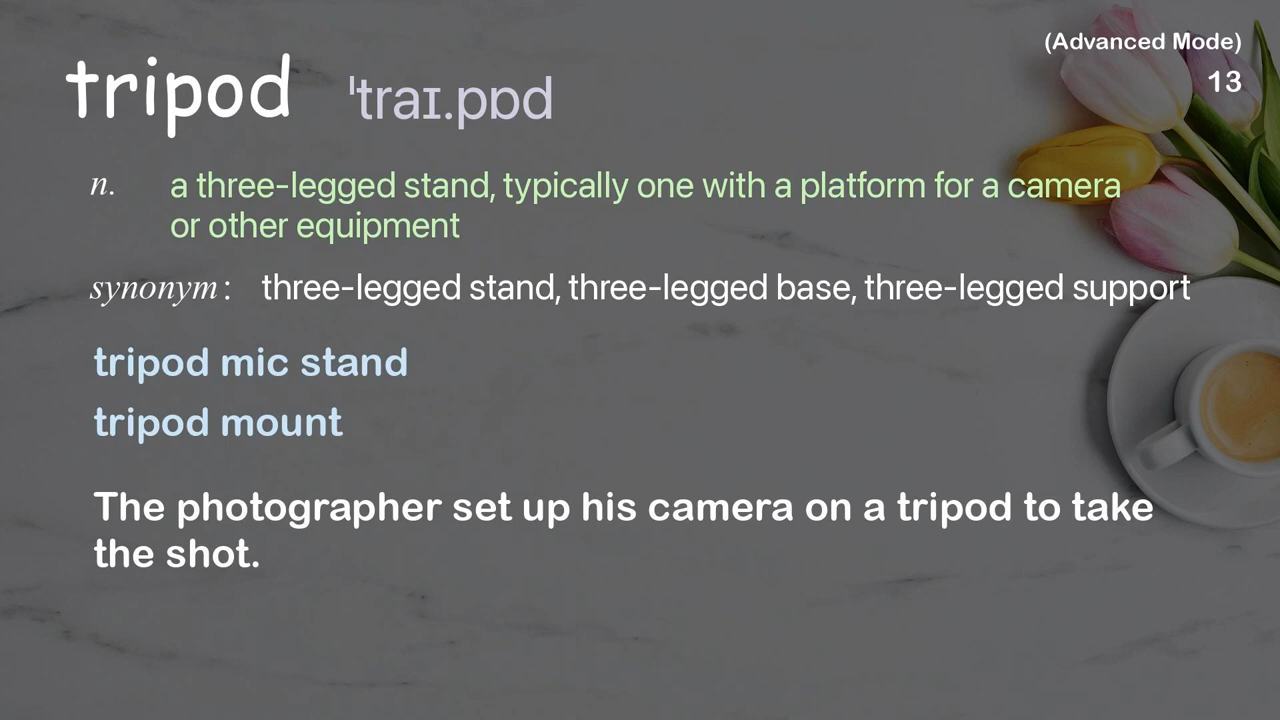 (Advanced Mode)
13
tripod ˈtraɪ.pɒd
n. a three-legged stand, typically one with a platform for a camera
or other equipment
synonym: three-legged stand, three-legged base, three-legged support
tripod mic stand
tripod mount
The photographer set up his camera on a tripod to take
the shot.